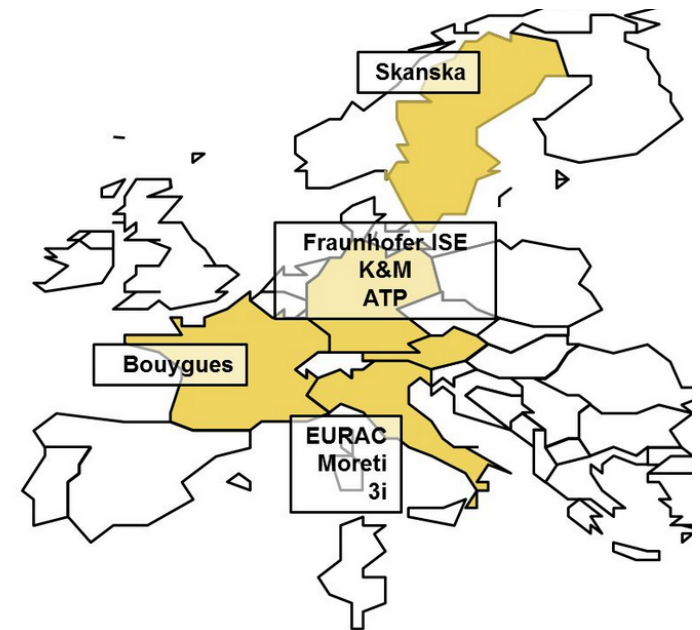 Skanska
Fraunhofer ISE
K&M
ATP
Bouygues
EURAC
Moreti
3i